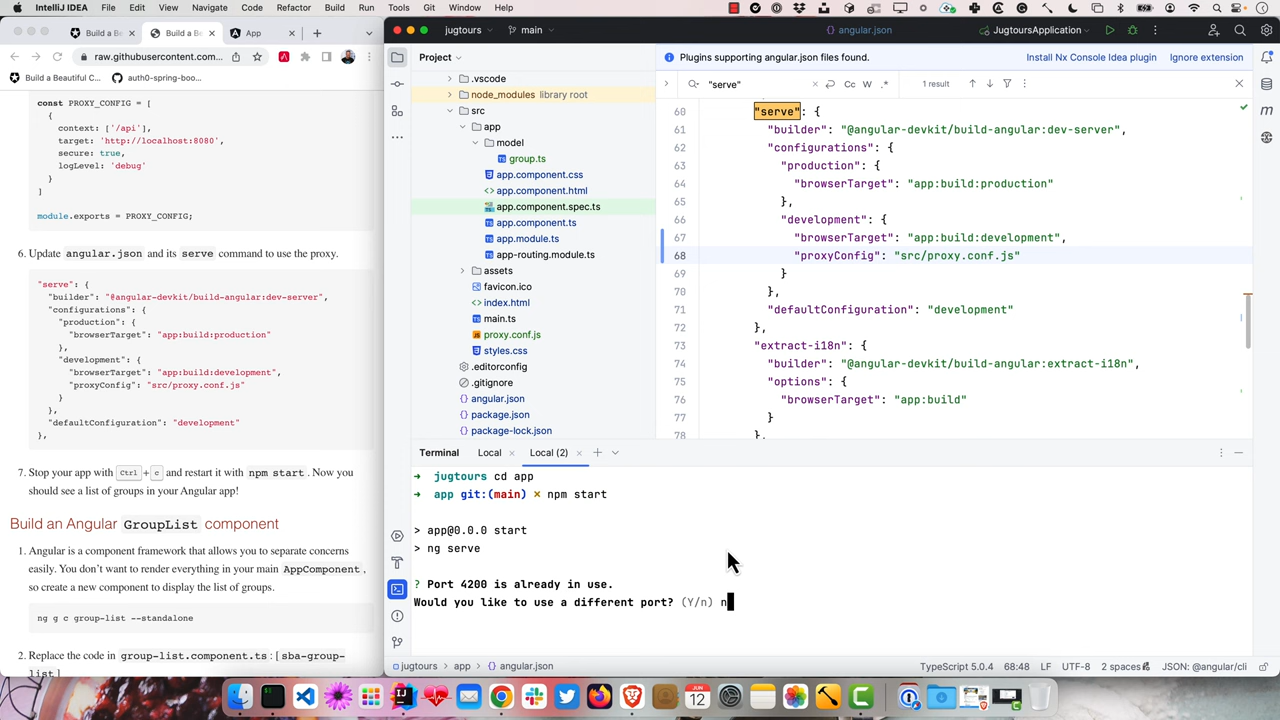 IntelliJ IDEA File Edit View Navigate Code Refactor Build Run Tools Git Window Help
JUN
12
Build a Be
Build a Be
App
raw.githubusercontent.com
Build a Beautiful C...
auth0-spring-boo...
const PROXY_CONFIG = [
{
context: ['/api'],
target: 'http://localhost:8080',
secure: true,
logLevel: 'debug'
}
]
module.exports = PROXY_CONFIG;
6. Update angular.json and its serve command to use the proxy.
"serve": {
"builder": "@angular-devkit/build-angular:dev-server",
"configurations": {
"production": {
"browserTarget": "app:build:production"
},
"development": {
"browserTarget": "app:build:development",
"proxyConfig": "src/proxy.conf.js"
}
},
"defaultConfiguration": "development"
},
7. Stop your app with Ctrl + c and restart it with npm start. Now you
should see a list of groups in your Angular app!
Build an Angular GroupList component
1. Angular is a component framework that allows you to separate concerns
easily. You don't want to render everything in your main AppComponent,
so create a new component to display the list of groups.
ng g c group-list --standalone
2. Replace the code in group-list.component.ts: [sba-group-
list]
jugtours
main
angular.json
JugtoursApplication
Project
.vscode
node_modules library root
src
app
model
group.ts
app.component.css
app.component.html
app.component.spec.ts
app.component.ts
app.module.ts
app-routing.module.ts
assets
favicon.ico
index.html
main.ts
proxy.conf.js
styles.css
.editorconfig
.gitignore
angular.json
package.json
package-lock.json
Plugins supporting angular.json files found.
Install Nx Console Idea plugin Ignore extension
"serve"
Cc W .*
1 result
60 "serve": {
61 "builder": "@angular-devkit/build-angular:dev-server",
62 "configurations": {
63 "production": {
64 "browserTarget": "app:build:production"
65 },
66 "development": {
67 "browserTarget": "app:build:development",
68 "proxyConfig": "src/proxy.conf.js"
69 }
70 },
71 "defaultConfiguration": "development"
72 },
73 "extract-i18n": {
74 "builder": "@angular-devkit/build-angular:extract-i18n",
75 "options": {
76 "browserTarget": "app:build"
77 }
78 },
Terminal Local Local (2)
→ jugtours cd app
→ app git:(main) × npm start
> app@0.0.0 start
> ng serve
? Port 4200 is already in use.
Would you like to use a different port? (Y/n) n
jugtours > app > angular.json
TypeScript 5.0.4 68:48 LF UTF-8 2 spaces JSON: @angular/cli